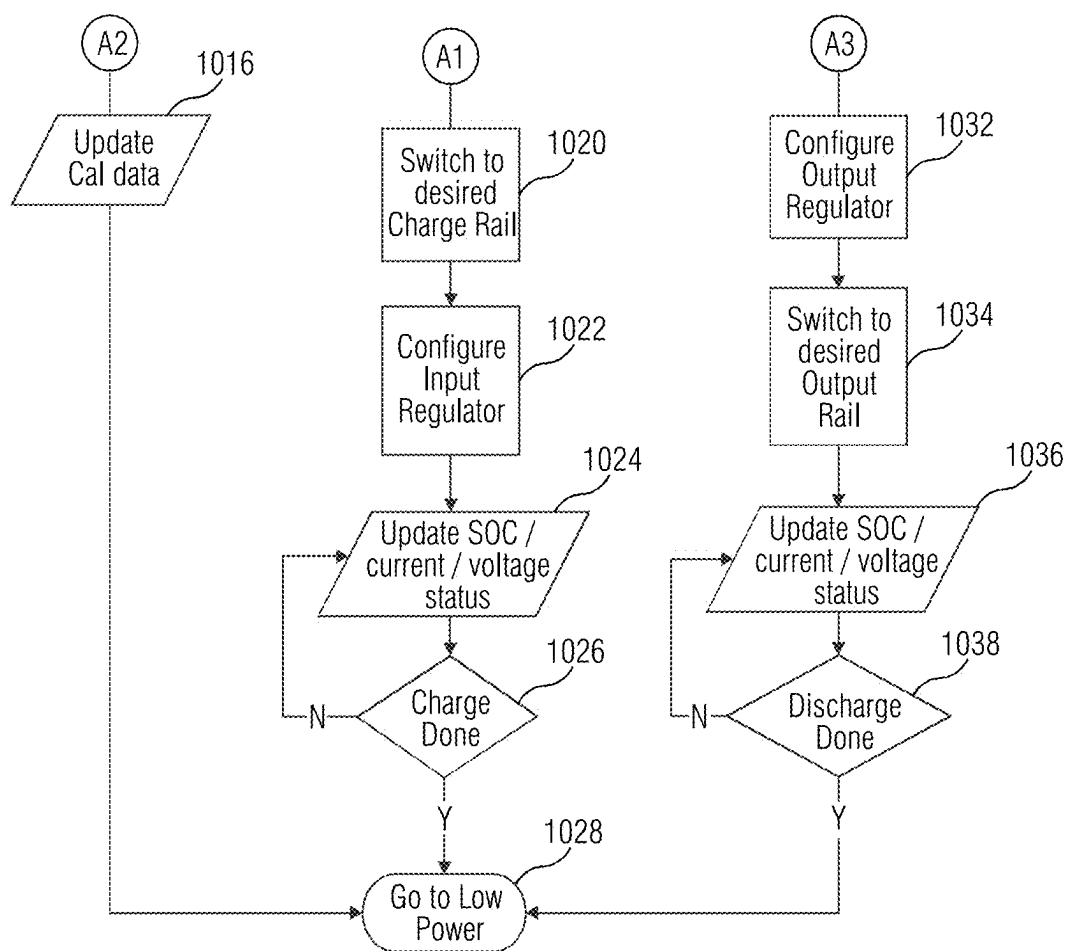 A2
1016
Update
Cal data
A1
1020
Switch to
desired
Charge Rail
1022
Configure
Input
Regulator
1024
Update SOC /
current / voltage
status
1026
Charge
Done
N
Y
1028
Go to Low
Power
A3
1032
Configure
Output
Regulator
1034
Switch to
desired
Output
Rail
1036
Update SOC /
current / voltage
status
1038
Discharge
Done
N
Y